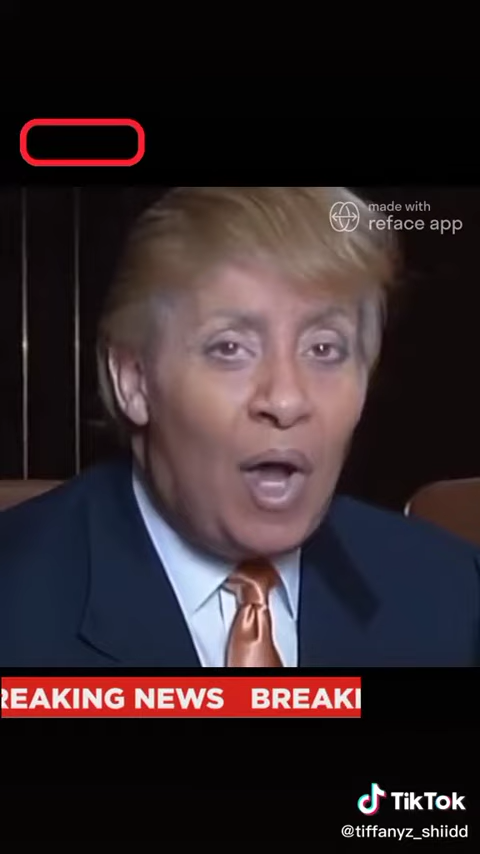 made with
reface app
REAKING NEWS BREAKI
TikTok
@tiffanyz_shiidd